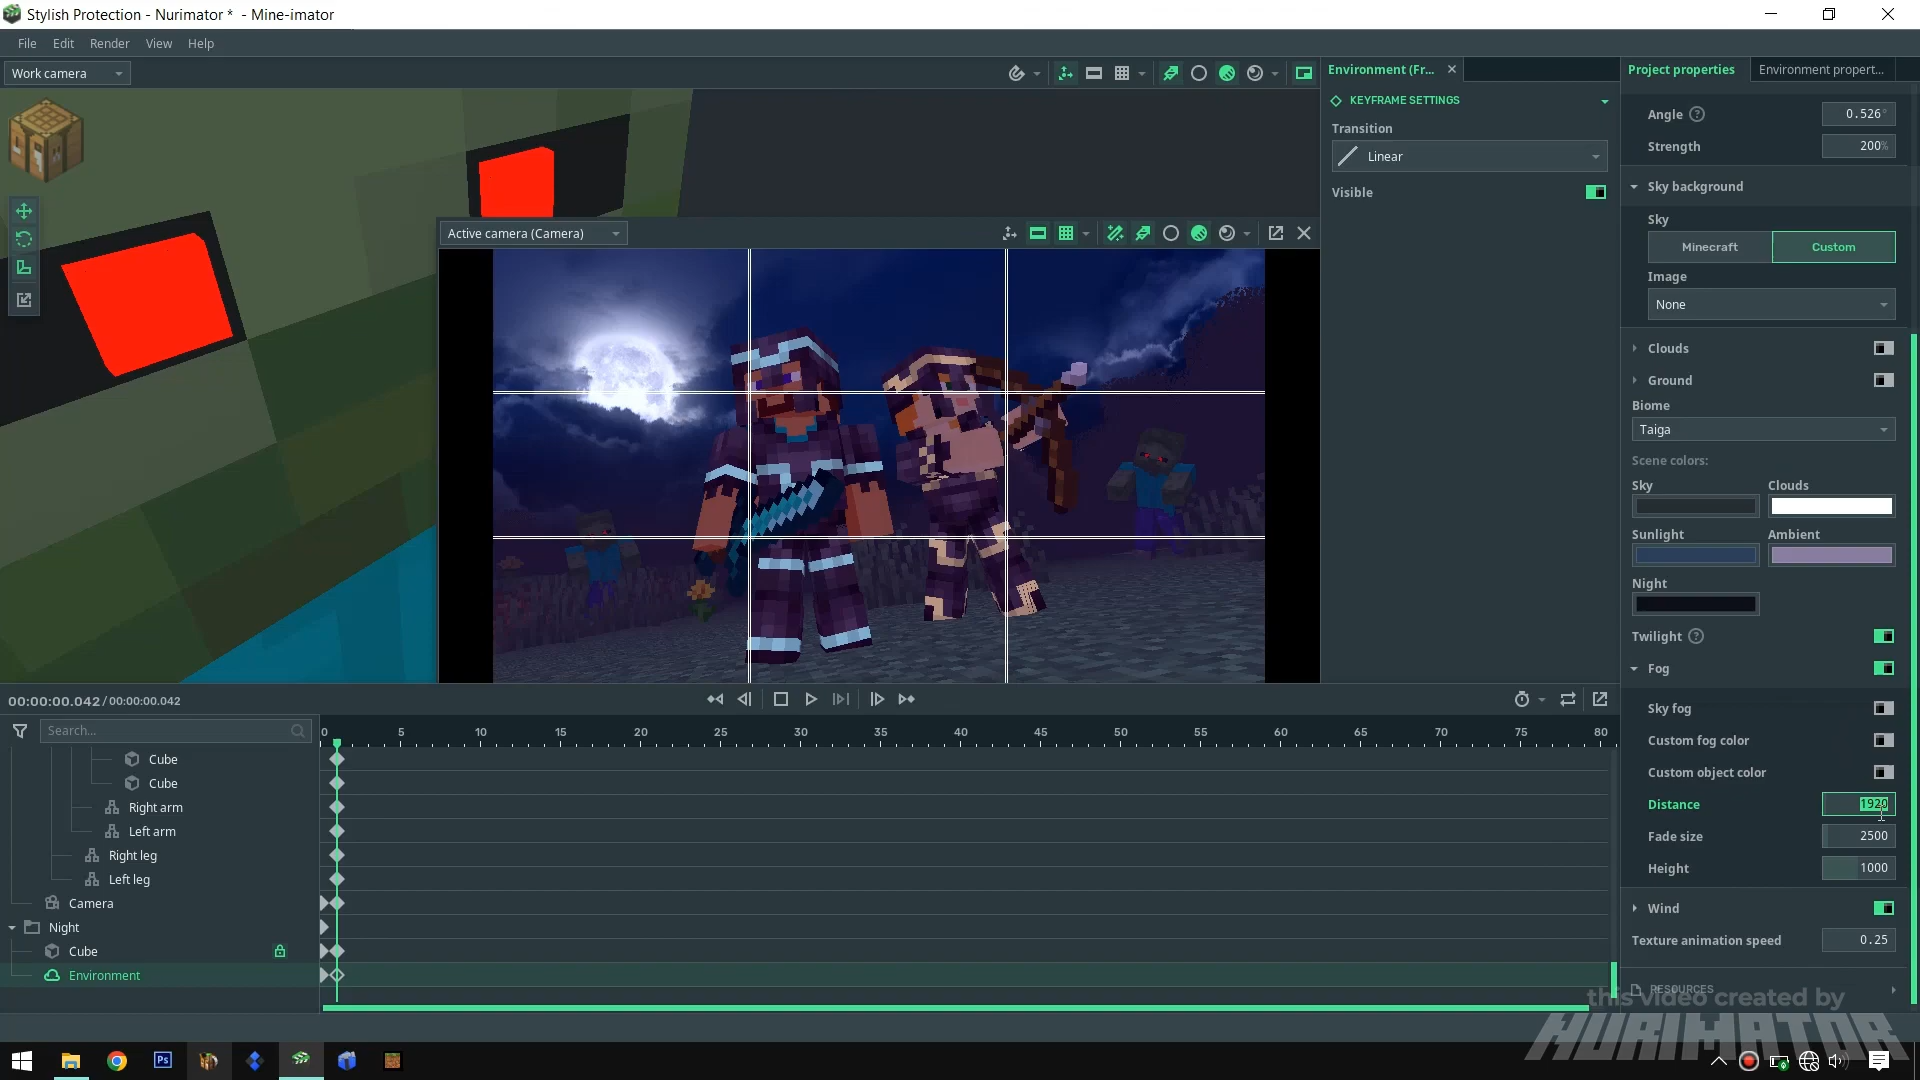 Stylish Protection - Nurimator * - Mine-imator
File Edit Render View Help
Work camera
Active camera (Camera)
Environment (Fr...
KEYFRAME SETTINGS
Transition
Linear
Visible
Project properties
Environment propert...
Angle ? 0.526°
Strength 200%
Sky background
Sky
Minecraft Custom
Image
None
Clouds
Ground
Biome
Taiga
Scene colors:
Sky Clouds
Sunlight Ambient
Night
Twilight ?
Fog
Sky fog
Custom fog color
Custom object color
Distance 1920
Fade size 2500
Height 1000
Wind
Texture animation speed 0.25
RESOURCES
00:00:00.042 / 00:00:00.042
Search...
0 5 10 15 20 25 30 35 40 45 50 55 60 65 70 75 80
Cube
Cube
Right arm
Left arm
Right leg
Left leg
Camera
Night
Cube
Environment
this video created by
NURIMATOR
Ps